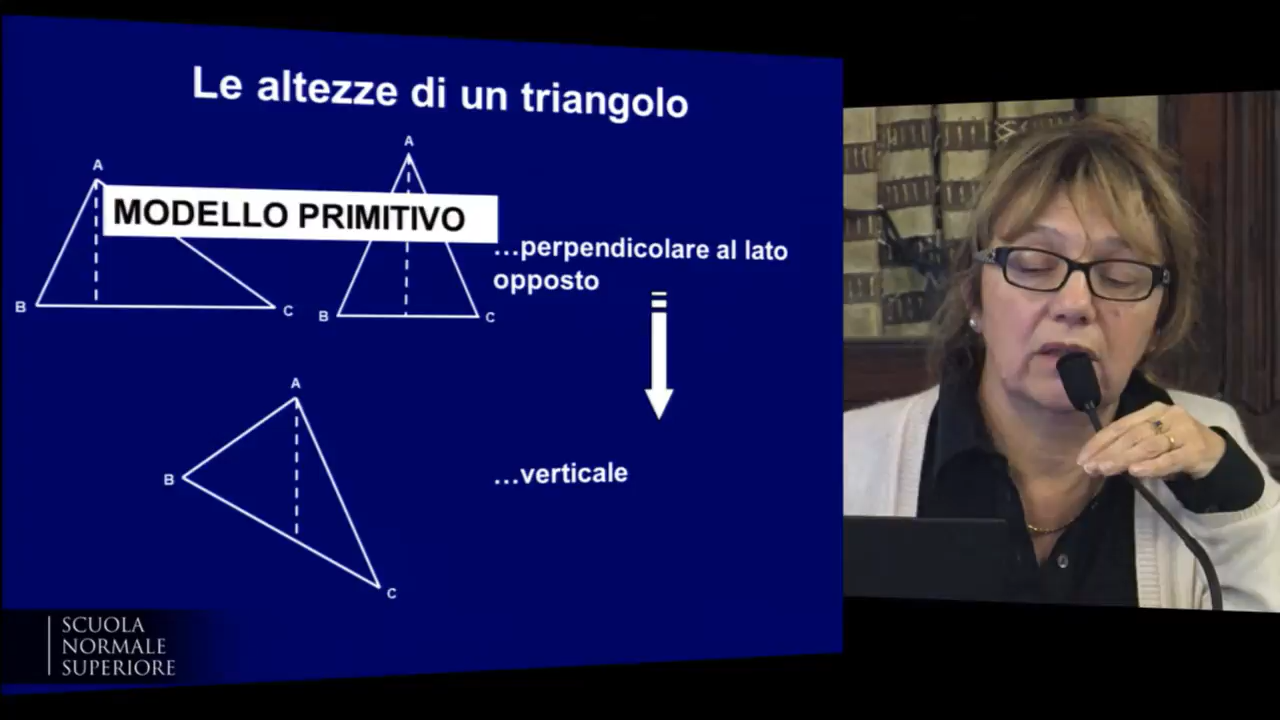 Le altezze di un triangolo
A
A
MODELLO PRIMITIVO
…perpendicolare al lato
opposto
B
C
B
C
A
B
…verticale
C
SCUOLA
NORMALE
SUPERIORE